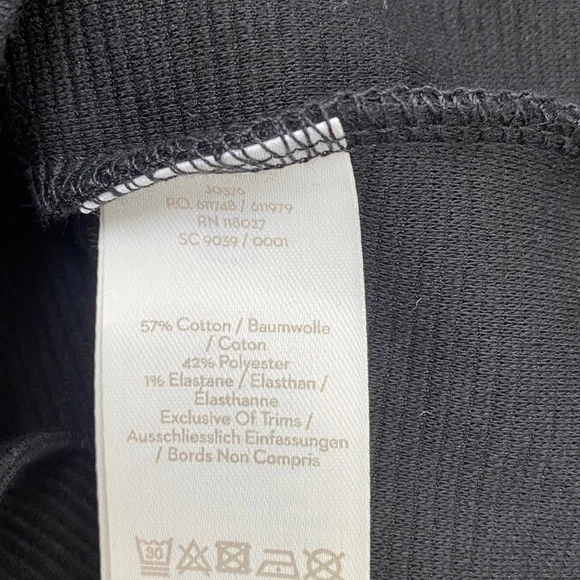 J0376
P.O. 611748 / 611979
RN 118027
SC 9039 / 0001
57% Cotton / Baumwolle
/ Coton
42% Polyester
1% Elastane / Elasthan /
Élasthanne
Exclusive Of Trims /
Ausschliesslich Einfassungen
/ Bords Non Compris
30